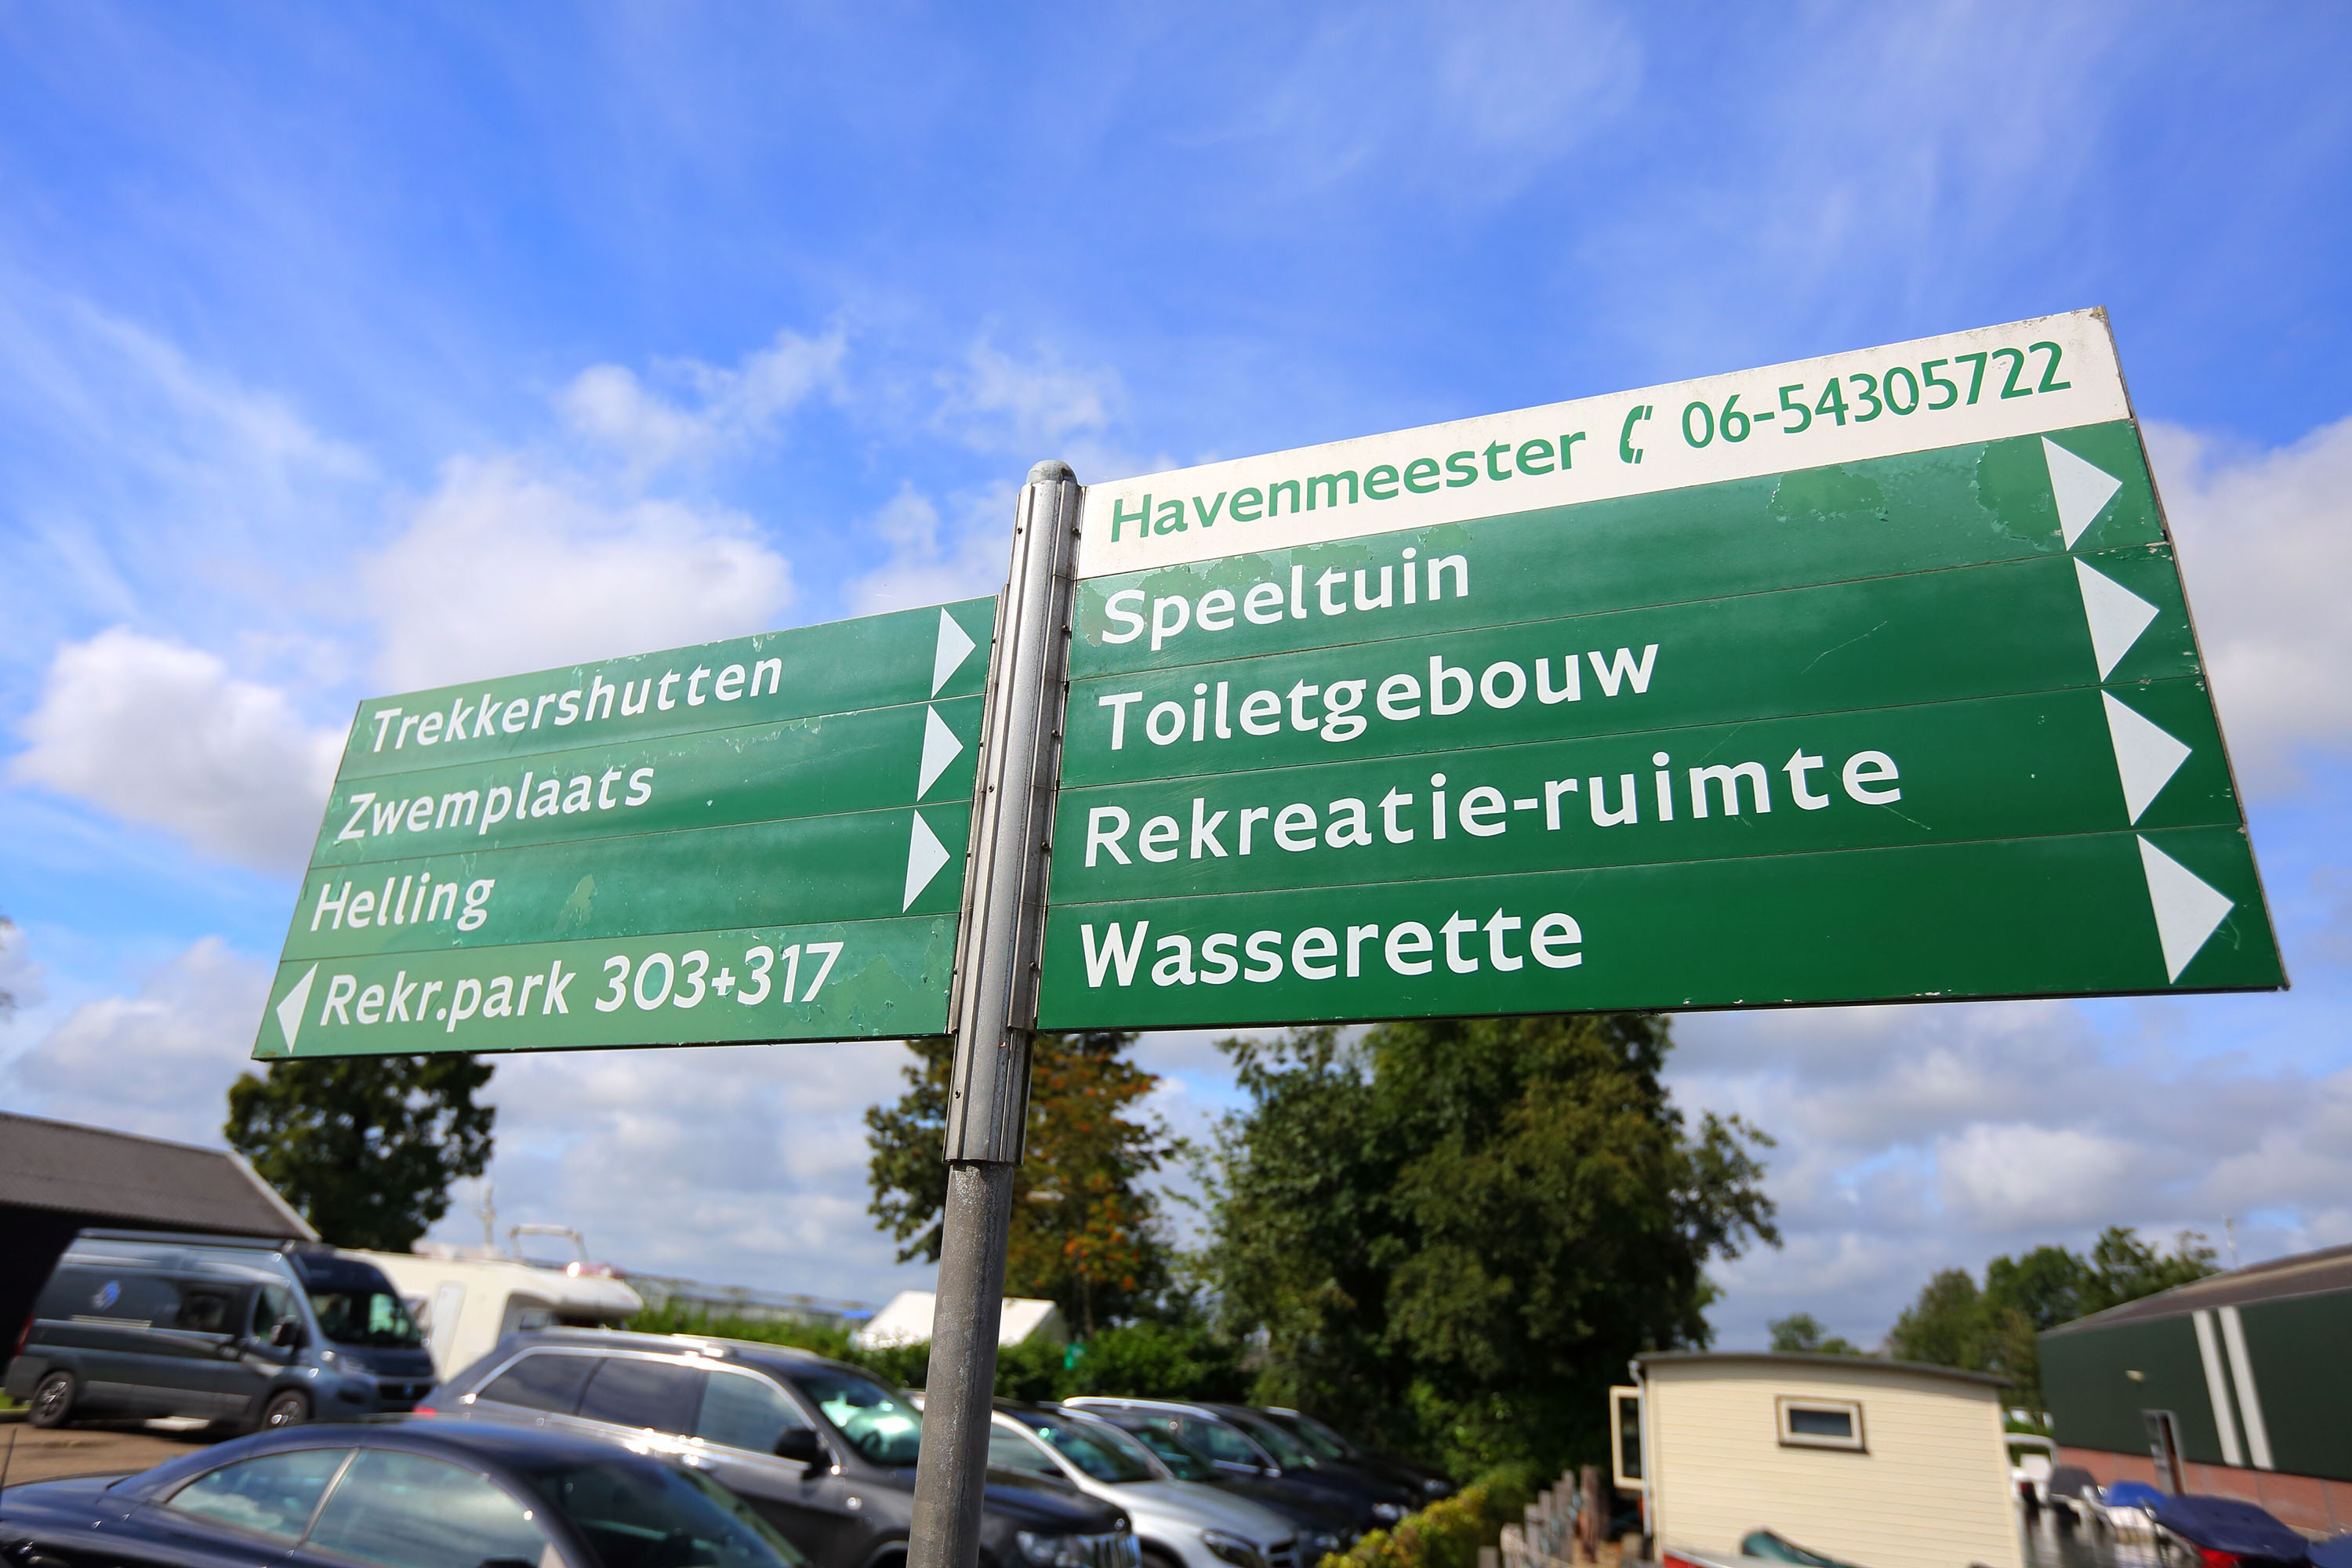 Trekkershutten
Zwemplaats
Helling
Rekr.park 303+317
Havenmeester 06-54305722
Speeltuin
Toiletgebouw
Rekreatie-ruimte
Wasserette